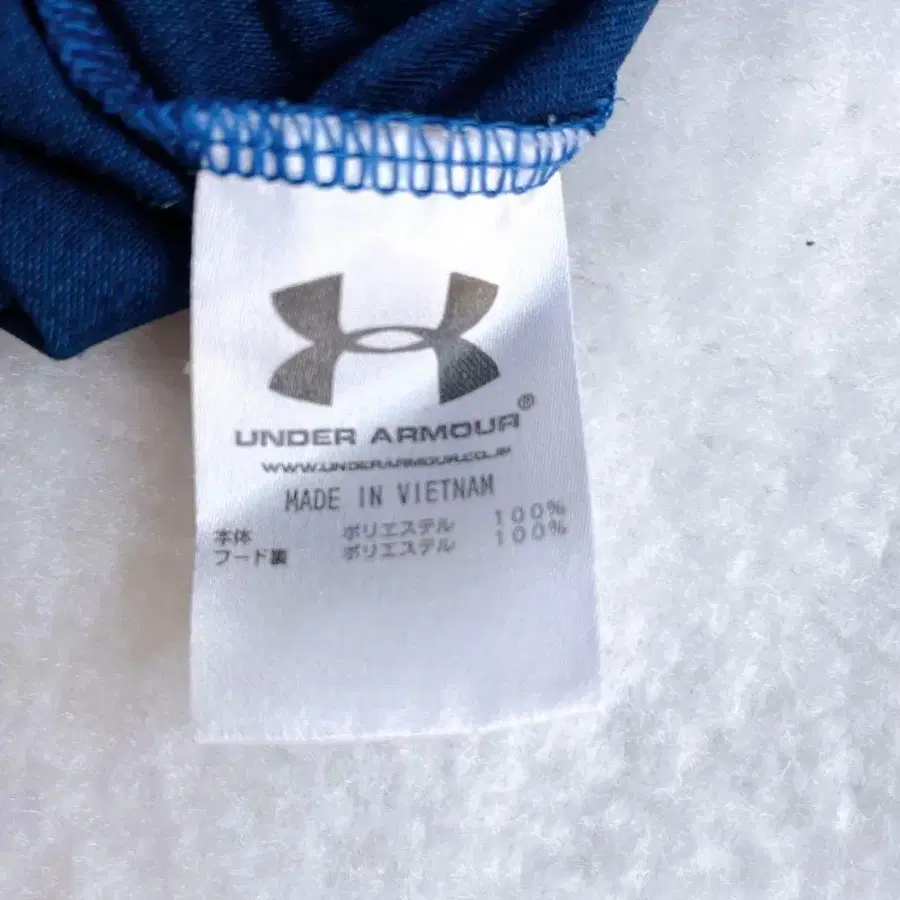 UNDER ARMOUR®
WWW.UNDERARMOUR.CO.JP
MADE IN VIETNAM
本体 ポリエステル 100%
フード裏 ポリエステル 100%